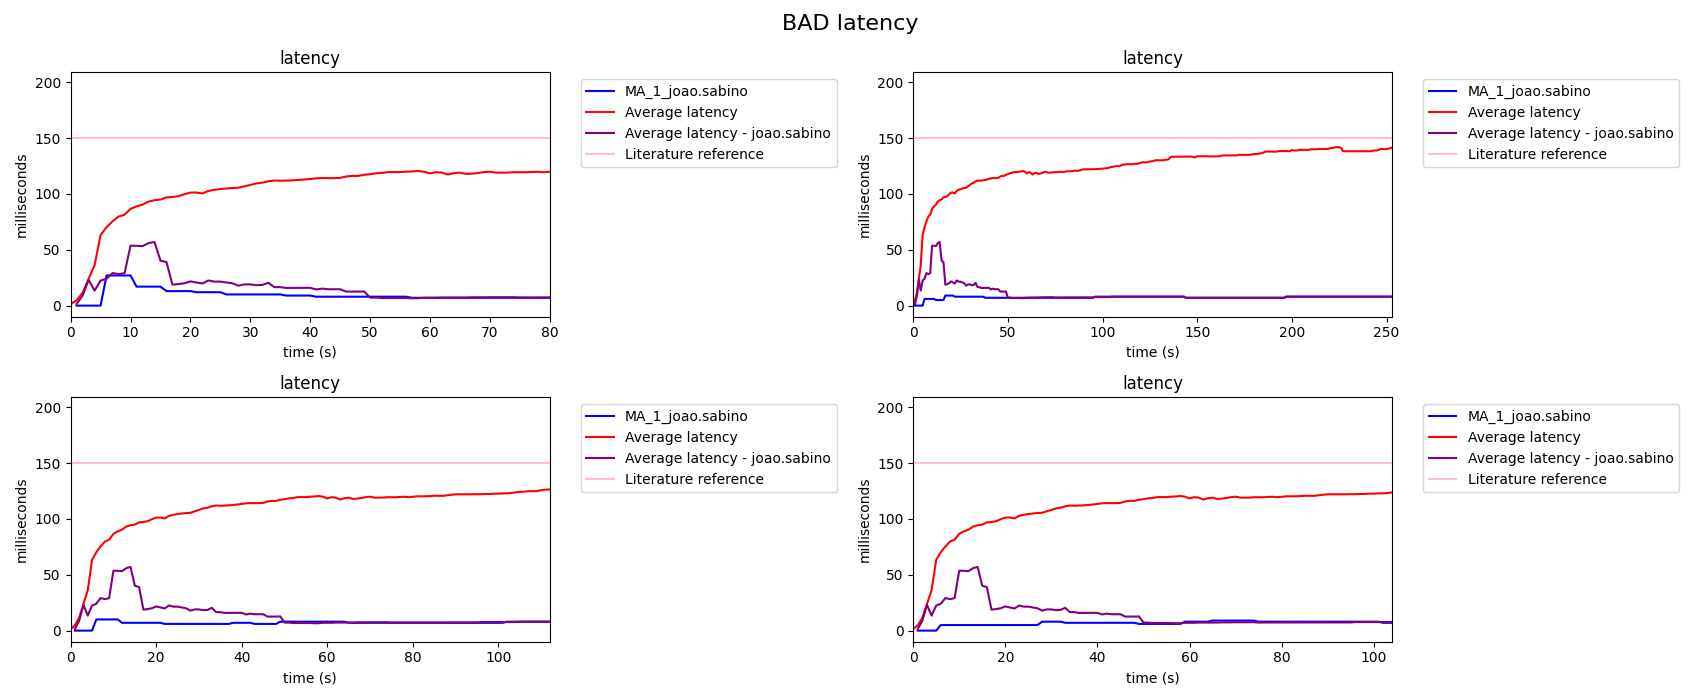 BAD latency
latency
200
150
100
50
0
milliseconds
0 10 20 30 40 50 60 70 80
time (s)
MA_1_joao.sabino
Average latency
Average latency - joao.sabino
Literature reference
latency
200
150
100
50
0
milliseconds
0 50 100 150 200 250
time (s)
MA_1_joao.sabino
Average latency
Average latency - joao.sabino
Literature reference
latency
200
150
100
50
0
milliseconds
0 20 40 60 80 100
time (s)
MA_1_joao.sabino
Average latency
Average latency - joao.sabino
Literature reference
latency
200
150
100
50
0
milliseconds
0 20 40 60 80 100
time (s)
MA_1_joao.sabino
Average latency
Average latency - joao.sabino
Literature reference